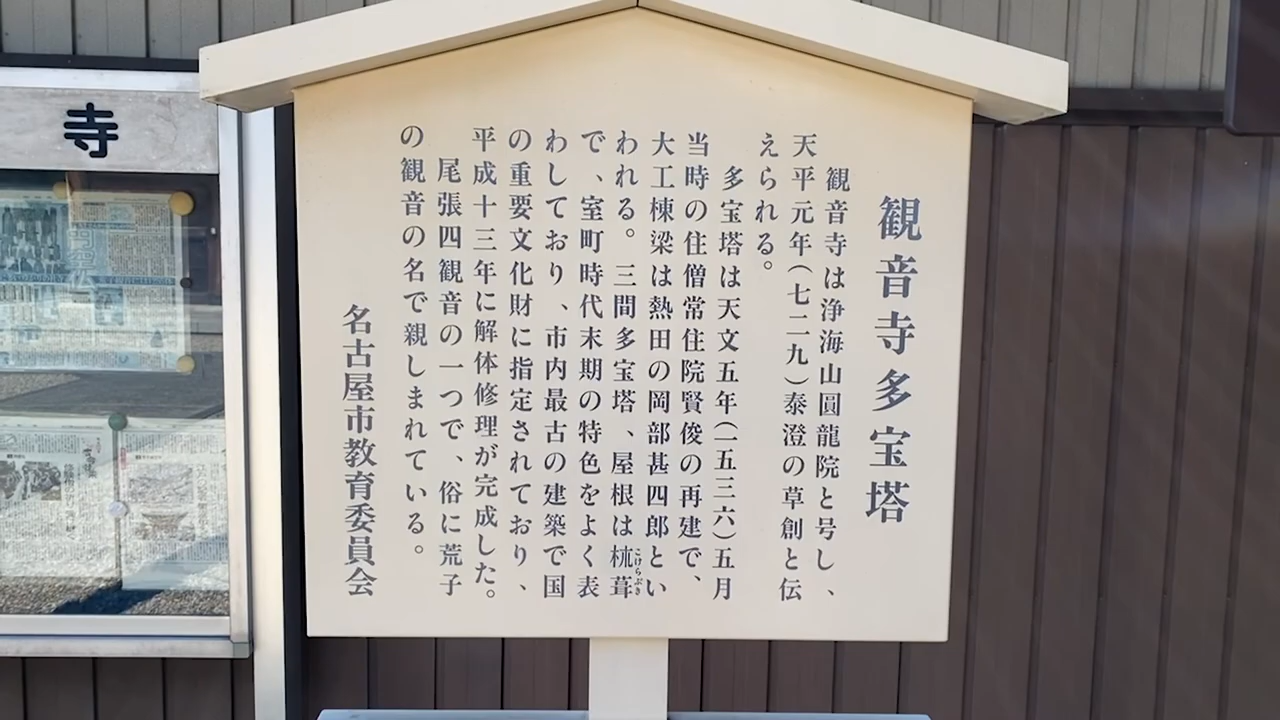 観音寺多宝塔
観音寺は浄海山圓龍院と号し、
天平元年(七二九)泰澄の草創と伝
えられる。
多宝塔は天文五年(一五三六)五月
当時の住僧常住院賢俊の再建で、
大工棟梁は熱田の岡部甚四郎とい
われる。三間多宝塔、屋根は杮葺
こけらぶき
で、室町時代末期の特色をよく表
わしており、市内最古の建築で国
の重要文化財に指定されており、
平成十三年に解体修理が完成した。
尾張四観音の一つで、俗に荒子
の観音の名で親しまれている。
名古屋市教育委員会
寺